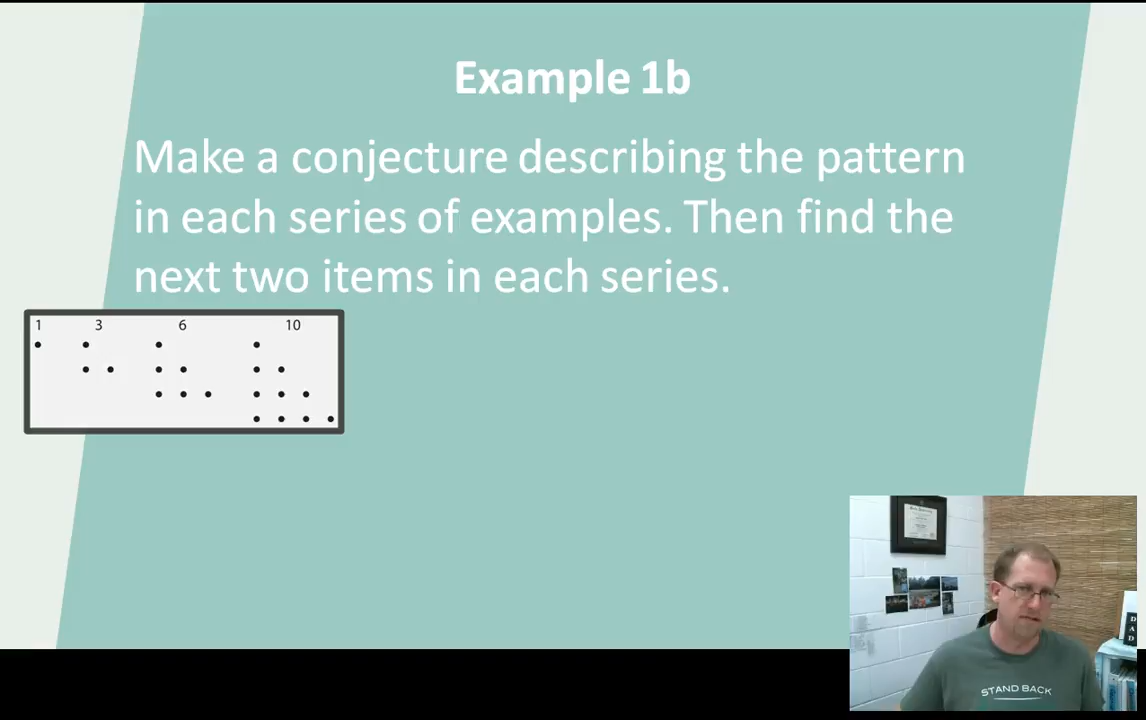 Example 1b
Make a conjecture describing the pattern
in each series of examples. Then find the
next two items in each series.
1 3 6 10
STAND BACK
DAD